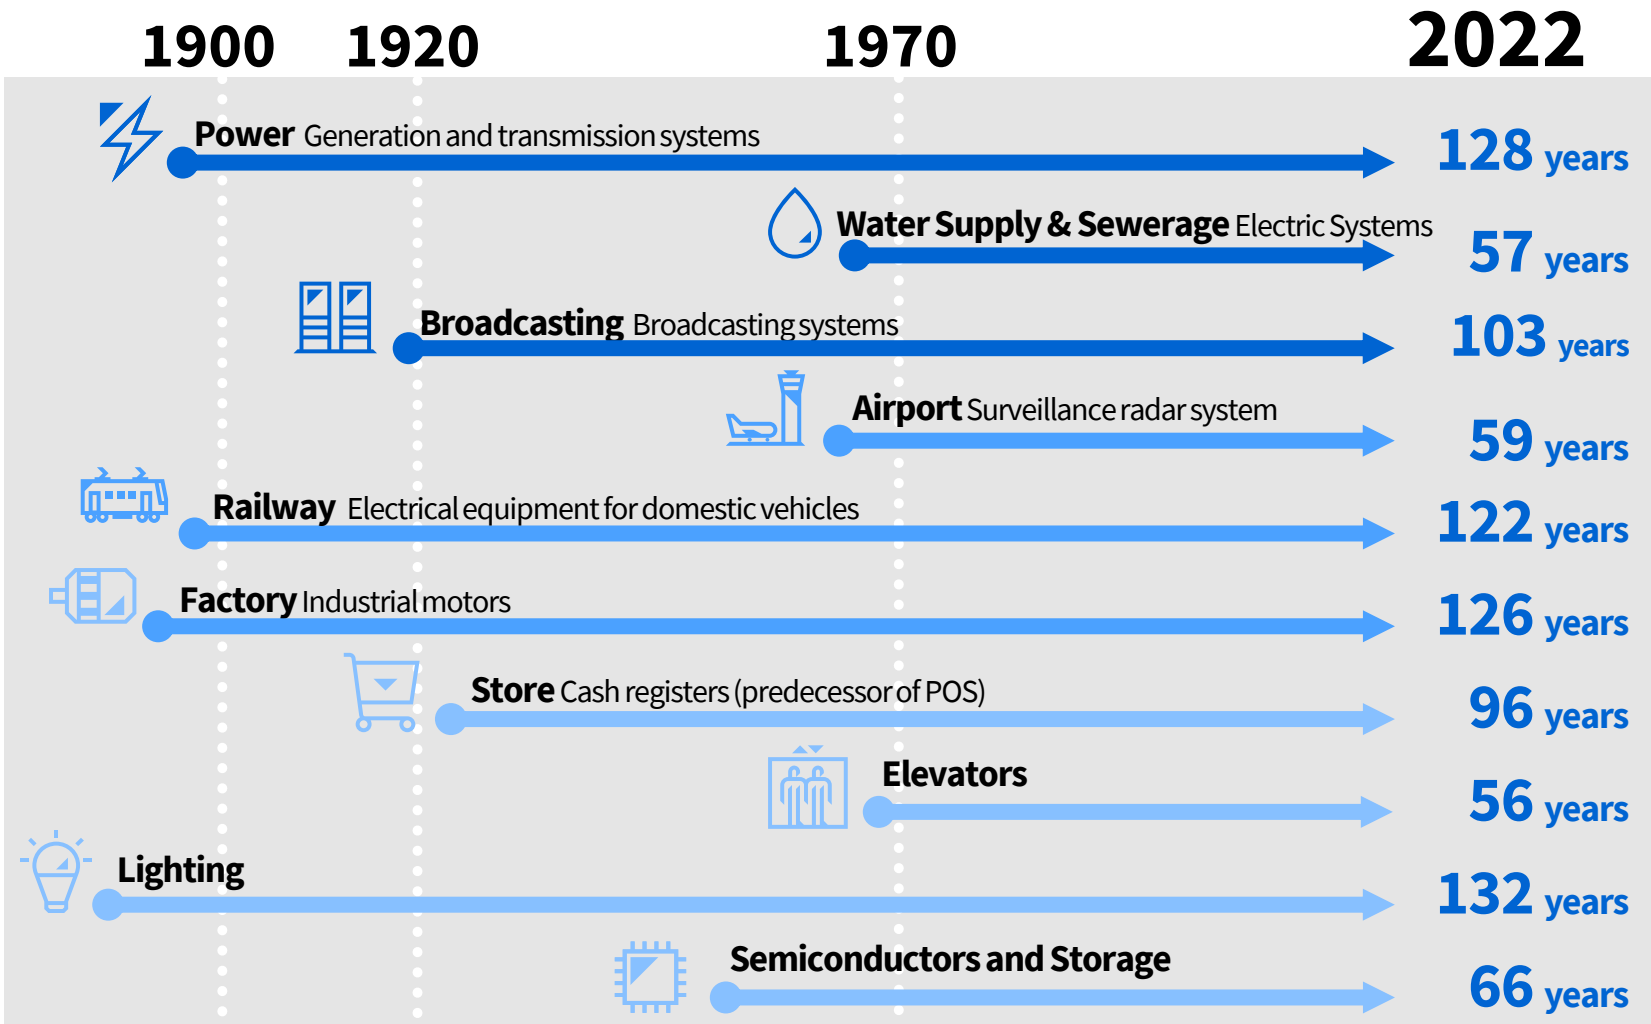 1900 1920 1970 2022
Power Generation and transmission systems
128 years
Water Supply & Sewerage Electric Systems
57 years
Broadcasting Broadcasting systems
103 years
Airport Surveillance radar system
59 years
Railway Electrical equipment for domestic vehicles
122 years
Factory Industrial motors
126 years
Store Cash registers (predecessor of POS)
96 years
Elevators
56 years
Lighting
132 years
Semiconductors and Storage
66 years